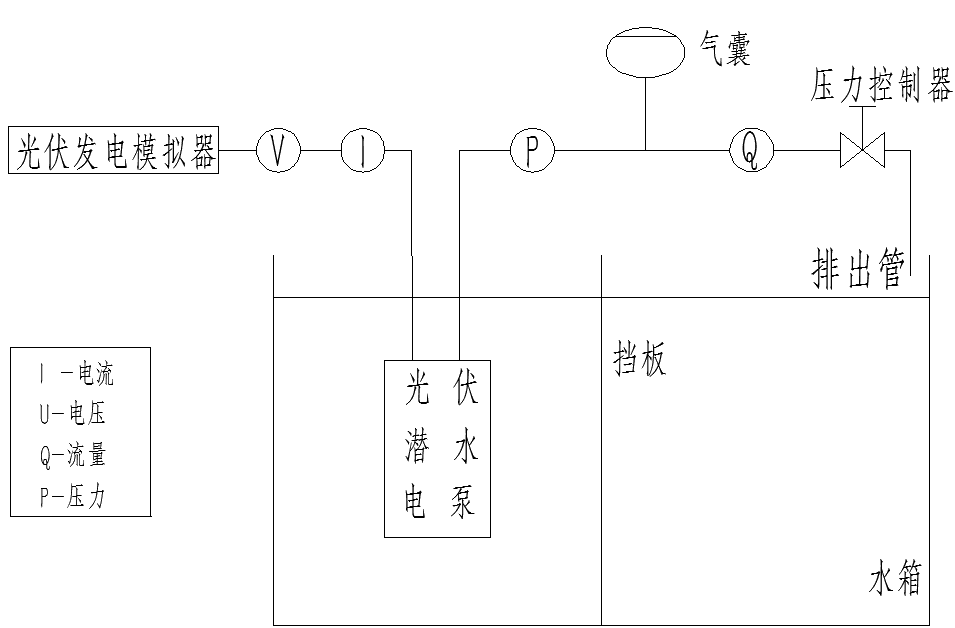 气囊
压力控制器
光伏发电模拟器
V
I
P
Q
排出管
挡板
I -电流
U-电压
Q-流量
P-压力
光 伏
潜 水
电 泵
水箱